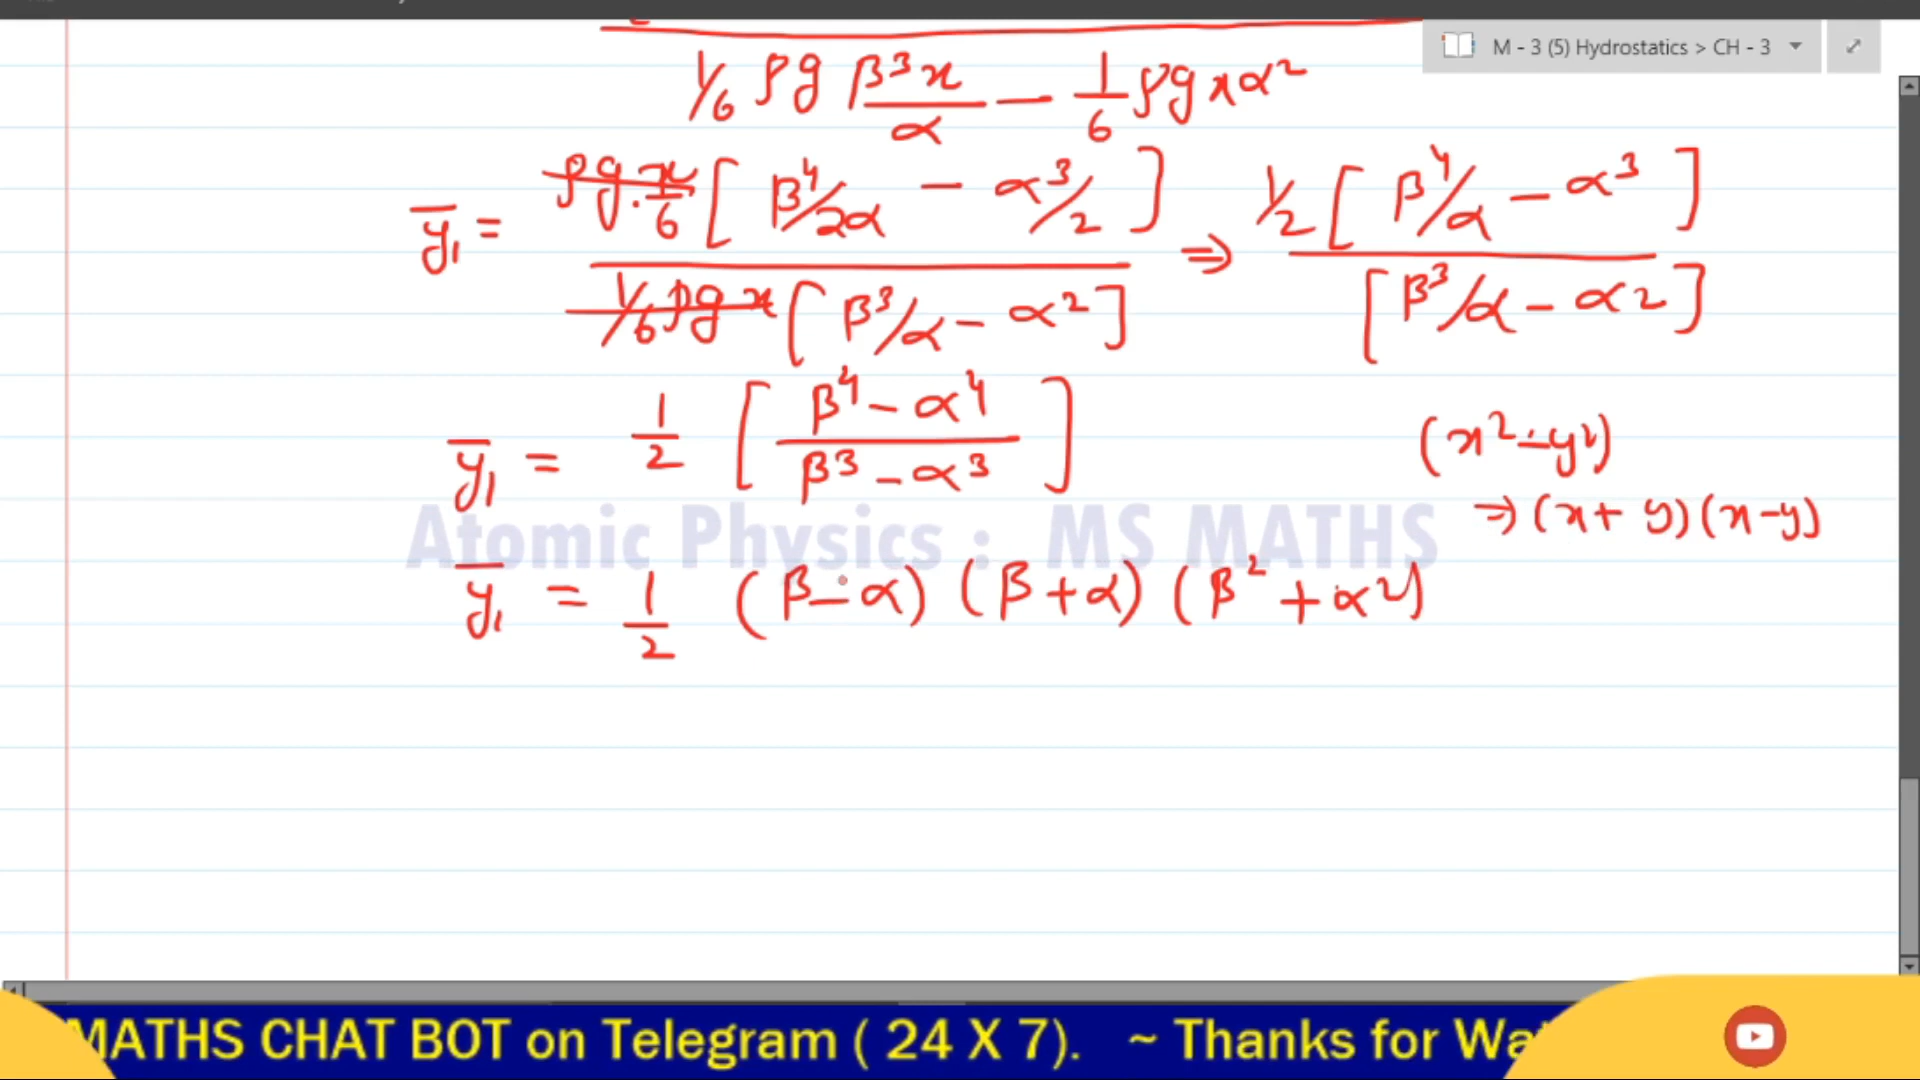 M - 3 (5) Hydrostatics > CH - 3
1/6 ρg β³x/α - 1/6 ρgxα²
ȳ₁ = ρg·x/6 [β⁴/2α - α³/2] / 1/6 ρgx [β³/α - α²] ⇒ 1/2 [β⁴/α - α³] / [β³/α - α2]
ȳ₁ = 1/2 [β⁴ - α⁴ / β³ - α³]
(x² - y²)
⇒ (x + y)(x - y)
Atomic Physics : MS MATHS
ȳ₁ = 1/2 (β - α) (β + α) (β² + α²)
MATHS CHAT BOT on Telegram ( 24 X 7). ~ Thanks for Wa